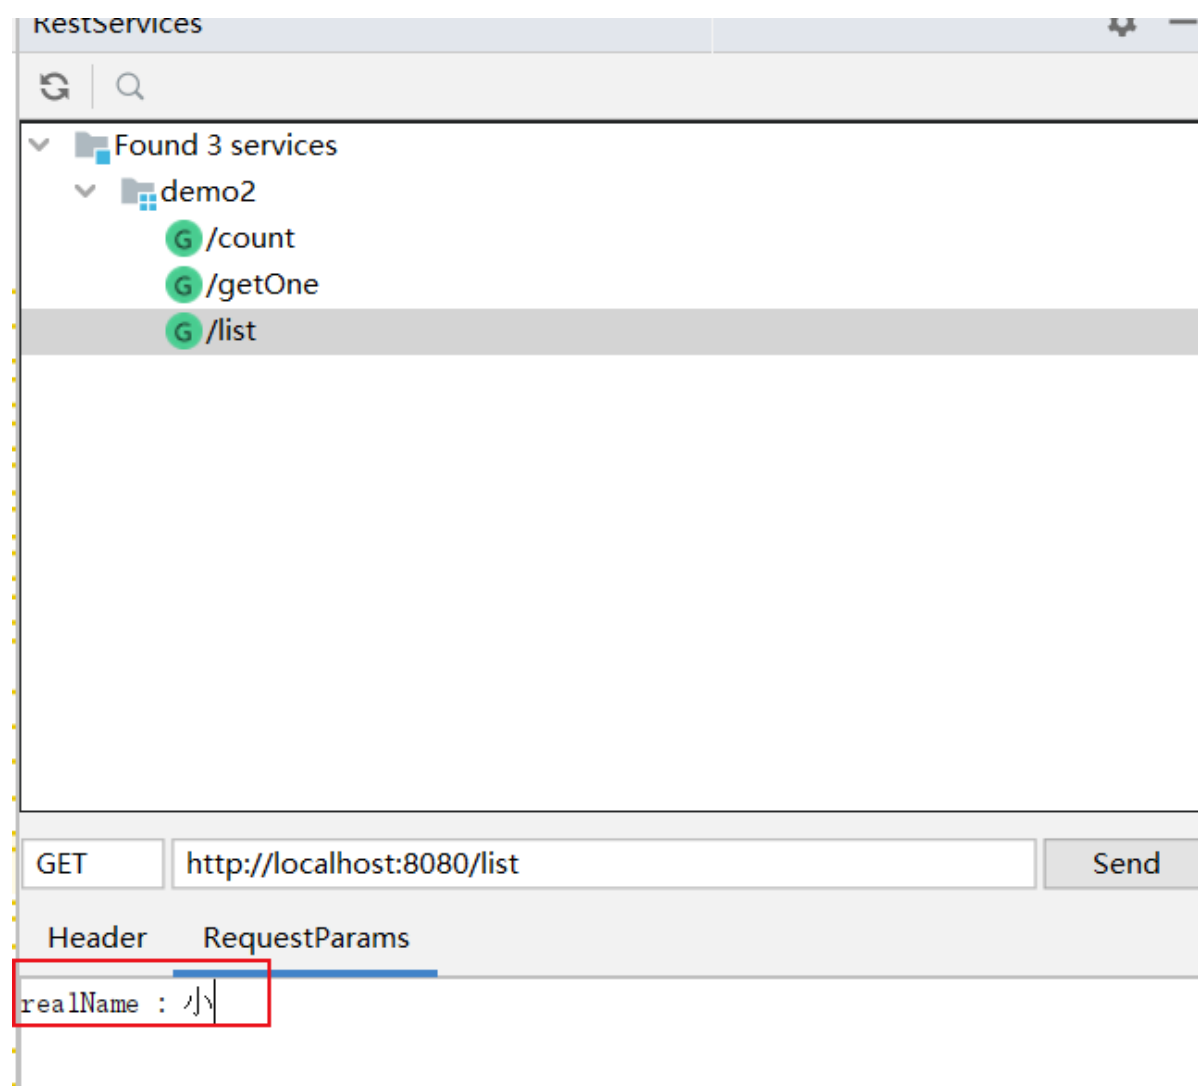 RestServices
Found 3 services
demo2
G /count
G /getOne
G /list
GET http://localhost:8080/list Send
Header RequestParams
realName : 小